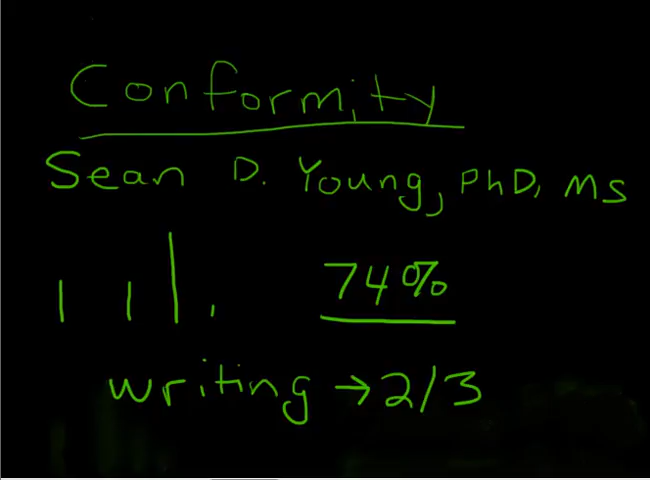 Conformity
Sean D. Young, PhD, MS
74%
writing → 2/3